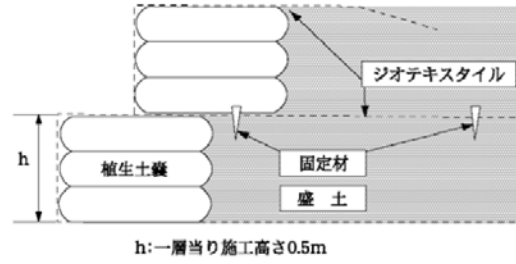 ジオテキスタイル
h
植生土嚢
固定材
盛　土
h:一層当り施工高さ0.5m